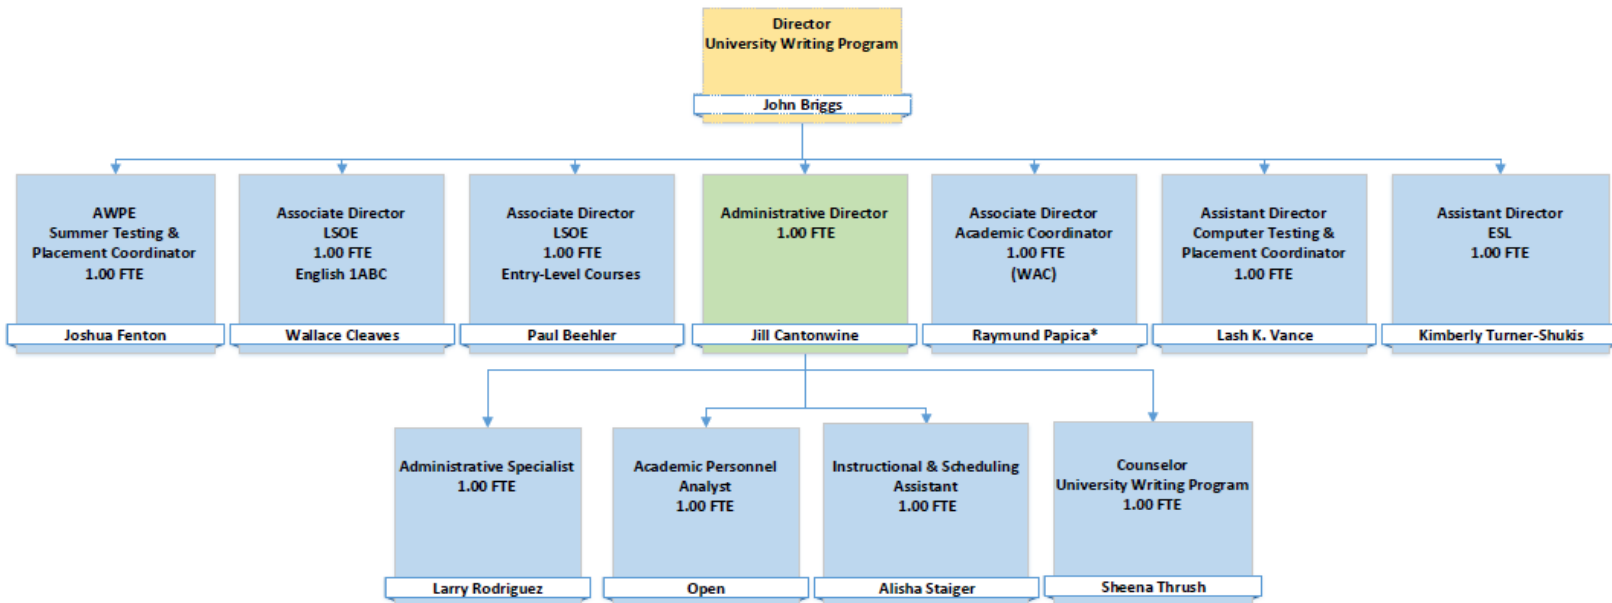 Director
University Writing Program
John Briggs
AWPE
Summer Testing &
Placement Coordinator
1.00 FTE
Joshua Fenton
Associate Director
LSOE
1.00 FTE
English 1ABC
Wallace Cleaves
Associate Director
LSOE
1.00 FTE
Entry-Level Courses
Paul Beehler
Administrative Director
1.00 FTE
Jill Cantonwine
Associate Director
Academic Coordinator
1.00 FTE
(WAC)
Raymund Papica*
Assistant Director
Computer Testing &
Placement Coordinator
1.00 FTE
Lash K. Vance
Assistant Director
ESL
1.00 FTE
Kimberly Turner-Shukis
Administrative Specialist
1.00 FTE
Larry Rodriguez
Academic Personnel
Analyst
1.00 FTE
Open
Instructional & Scheduling
Assistant
1.00 FTE
Alisha Staiger
Counselor
University Writing Program
1.00 FTE
Sheena Thrush